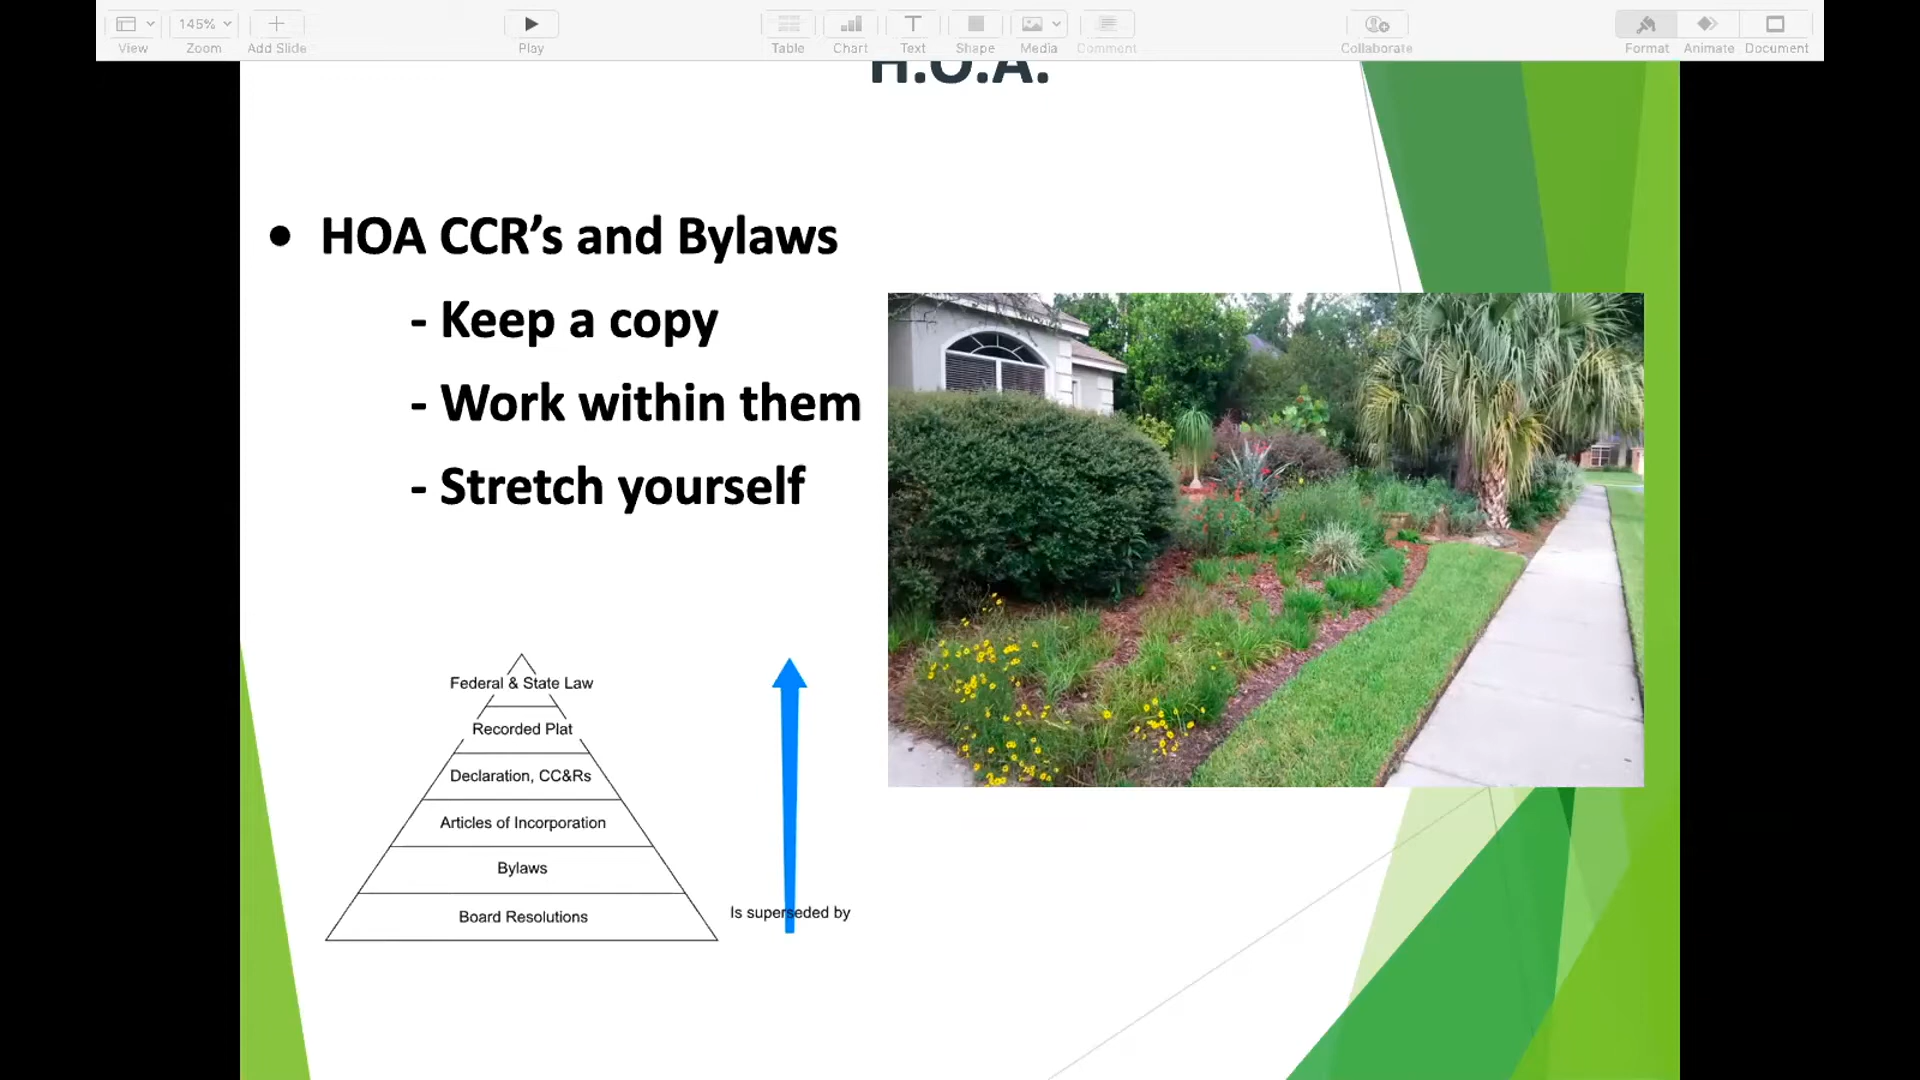 145%
View
Zoom
Add Slide
Play
Table
Chart
Text
Shape
Media
Comment
Collaborate
Format
Animate
Document
H.O.A.
• HOA CCR’s and Bylaws
- Keep a copy
- Work within them
- Stretch yourself
Federal & State Law
Recorded Plat
Declaration, CC&Rs
Articles of Incorporation
Bylaws
Board Resolutions
Is superseded by